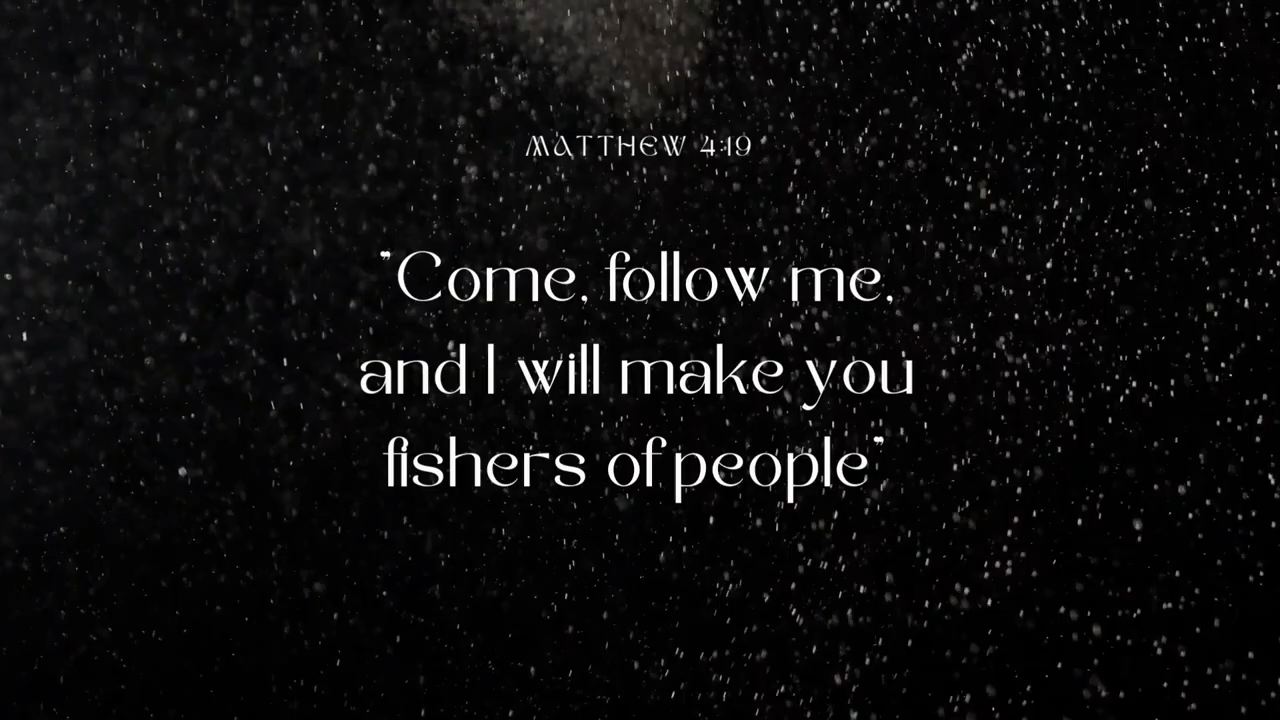 MATTHEW 4:19
"Come, follow me,
and I will make you
fishers of people"